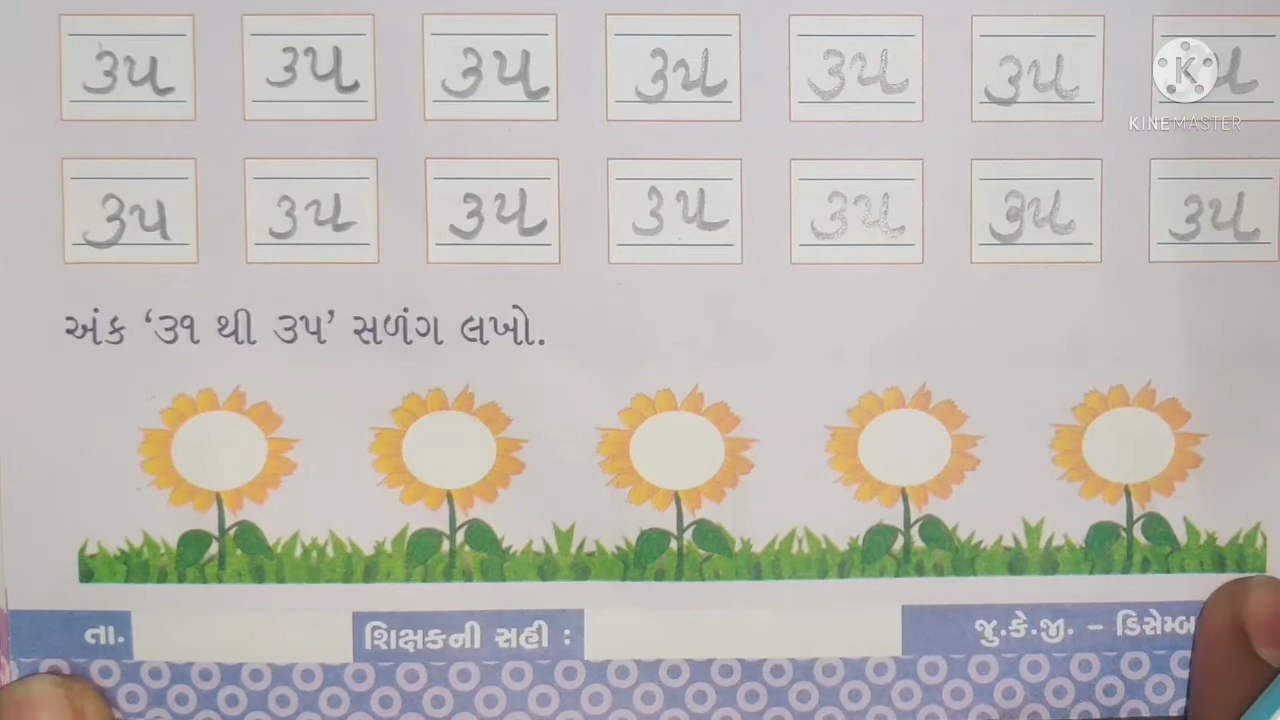 ૩૫ ૩૫ ૩૫ ૩૫ ૩૫ ૩૫ ૫
K
KINEMASTER
૩૫ ૩૫ ૩૫ ૩૫ ૩૫ ૩૫ ૩૫
અંક ‘૩૧ થી ૩૫’ સળંગ લખો.
તા. શિક્ષકની સહી : જુ.કે.જી. – ડિસેમ્બ